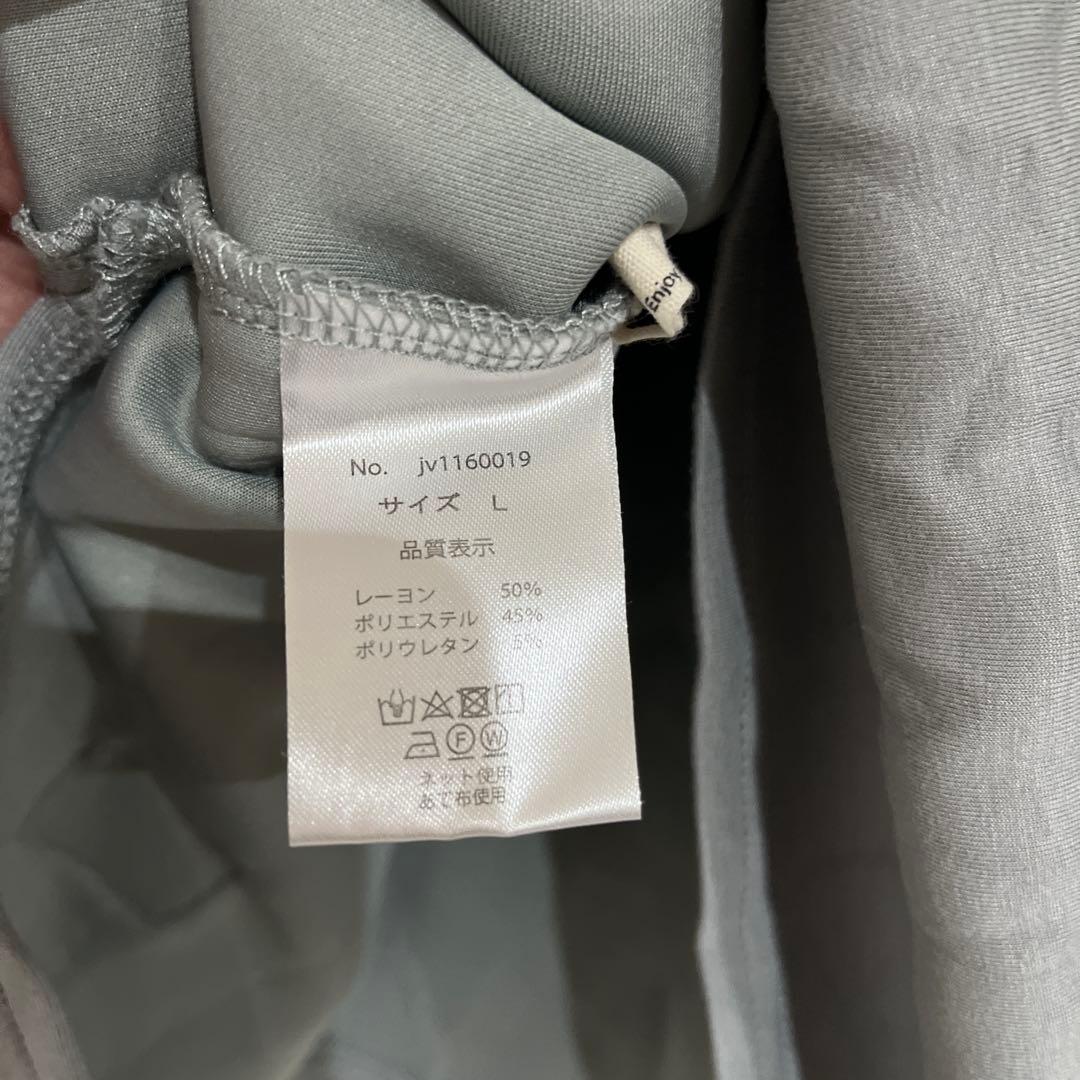 Enjoy
No. jv1160019
サイズ L
品質表示
レーヨン 50%
ポリエステル 45%
ポリウレタン 5%
F W
ネット使用
あて布使用